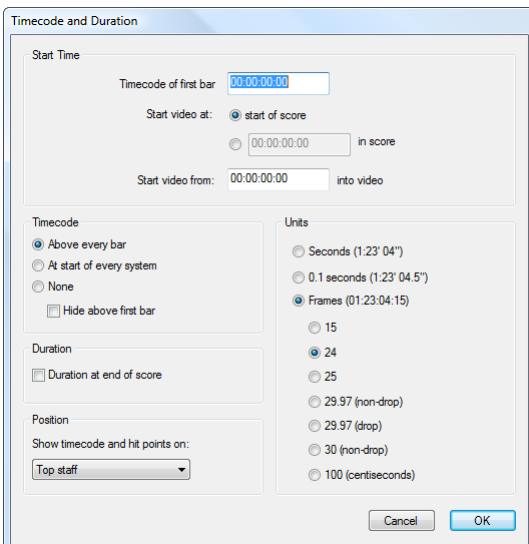 Timecode and Duration
Start Time
Timecode of first bar 00:00:00:00
Start video at: start of score
00:00:00:00 in score
Start video from: 00:00:00:00 into video
Timecode
Above every bar
At start of every system
None
Hide above first bar
Duration
Duration at end of score
Position
Show timecode and hit points on:
Top staff
Units
Seconds (1:23' 04")
0.1 seconds (1:23' 04.5")
Frames (01:23:04:15)
15
24
25
29.97 (non-drop)
29.97 (drop)
30 (non-drop)
100 (centiseconds)
Cancel OK